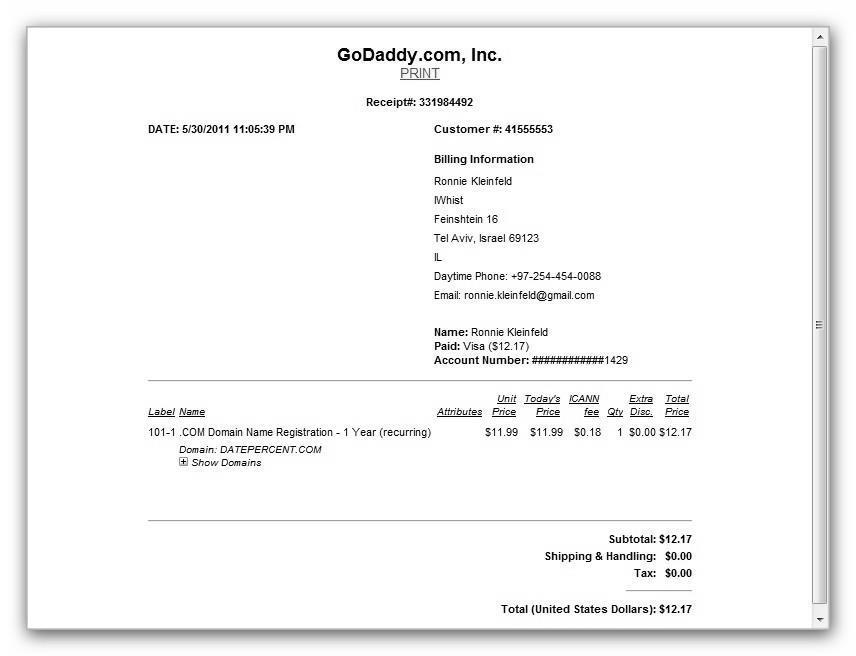 GoDaddy.com, Inc.
PRINT
Receipt#: 331984492
DATE: 5/30/2011 11:05:39 PM
Customer #: 41555553
Billing Information
Ronnie Kleinfeld
IWhist
Feinshtein 16
Tel Aviv, Israel 69123
IL
Daytime Phone: +97-254-454-0088
Email: ronnie.kleinfeld@gmail.com
Name: Ronnie Kleinfeld
Paid: Visa ($12.17)
Account Number: ############1429
Label Name Attributes Unit Price Today's Price ICANN fee Qty Extra Disc. Total Price
101-1 .COM Domain Name Registration - 1 Year (recurring) $11.99 $11.99 $0.18 1 $0.00 $12.17
Domain: DATEPERCENT.COM
Show Domains
Subtotal: $12.17
Shipping & Handling: $0.00
Tax: $0.00
Total (United States Dollars): $12.17